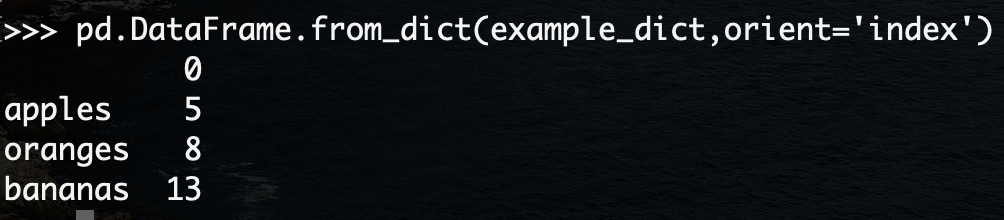 >>> pd.DataFrame.from_dict(example_dict,orient='index')
0
apples 5
oranges 8
bananas 13